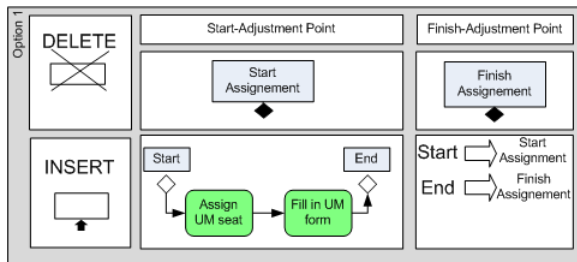 Option 1
DELETE
Start-Adjustment Point
Finish-Adjustment Point
Start
Assignement
Finish
Assignement
INSERT
Start
End
Assign
UM seat
Fill in UM
form
Start
Start
Assignment
End
Finish
Assignement